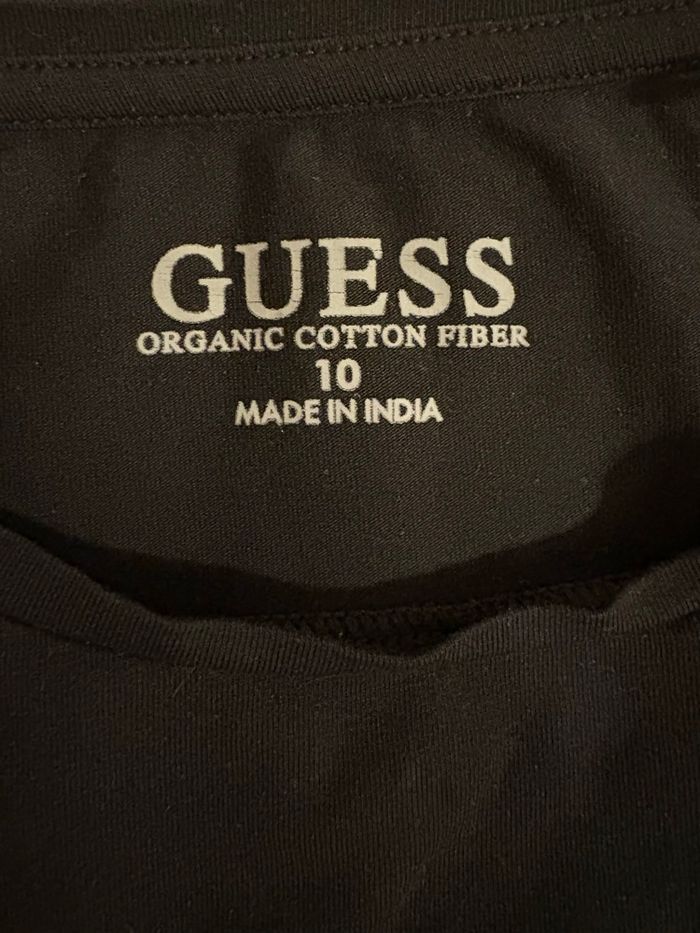 GUESS
ORGANIC COTTON FIBER
10
MADE IN INDIA